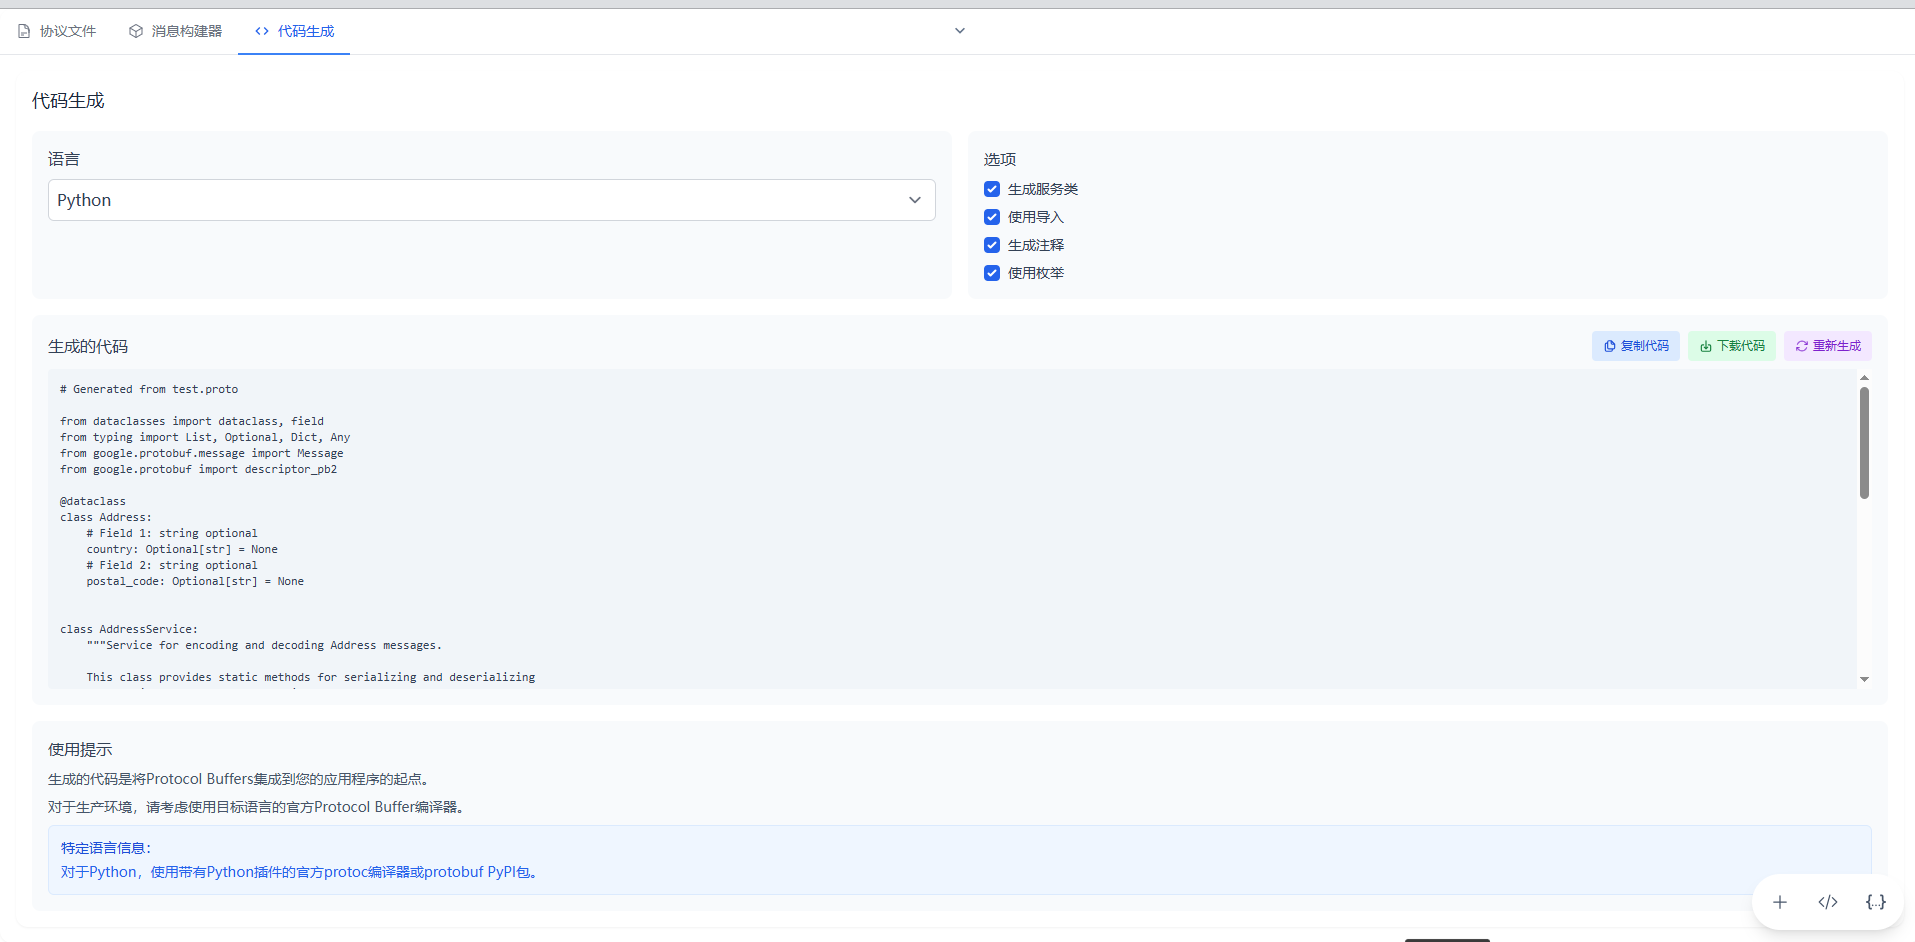 协议文件
消息构建器
代码生成
代码生成
语言
Python
选项
生成服务类
使用导入
生成注释
使用枚举
生成的代码
复制代码
下载代码
重新生成
# Generated from test.proto
from dataclasses import dataclass, field
from typing import List, Optional, Dict, Any
from google.protobuf.message import Message
from google.protobuf import descriptor_pb2
@dataclass
class Address:
    # Field 1: string optional
    country: Optional[str] = None
    # Field 2: string optional
    postal_code: Optional[str] = None
class AddressService:
    """Service for encoding and decoding Address messages.
    This class provides static methods for serializing and deserializing
使用提示
生成的代码是将Protocol Buffers集成到您的应用程序的起点。
对于生产环境，请考虑使用目标语言的官方Protocol Buffer编译器。
特定语言信息：
对于Python，使用带有Python插件的官方protoc编译器或protobuf PyPI包。